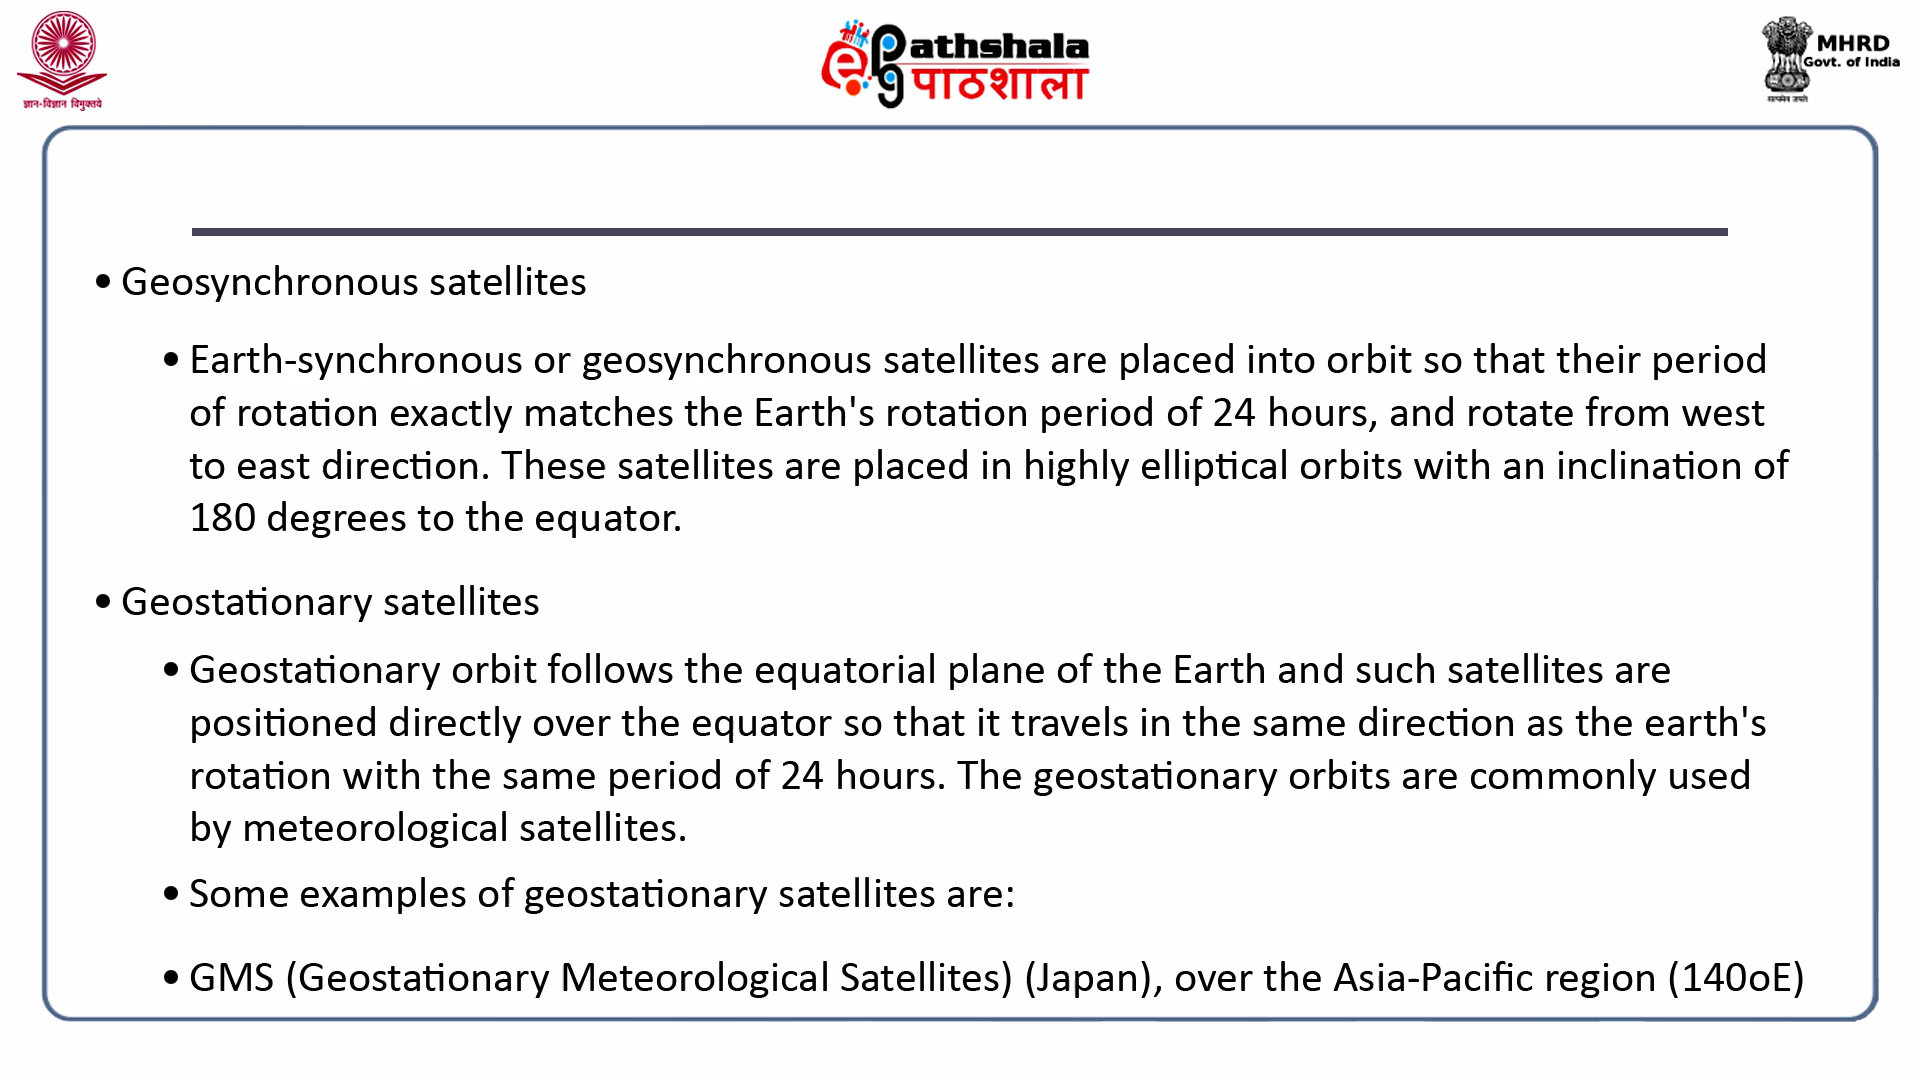 ज्ञान-विज्ञान विमुक्तये
ePGpathshala
पाठशाला
MHRD
Govt. of India
सत्यमेव जयते
• Geosynchronous satellites
• Earth-synchronous or geosynchronous satellites are placed into orbit so that their period
of rotation exactly matches the Earth's rotation period of 24 hours, and rotate from west
to east direction. These satellites are placed in highly elliptical orbits with an inclination of
180 degrees to the equator.
• Geostationary satellites
• Geostationary orbit follows the equatorial plane of the Earth and such satellites are
positioned directly over the equator so that it travels in the same direction as the earth's
rotation with the same period of 24 hours. The geostationary orbits are commonly used
by meteorological satellites.
• Some examples of geostationary satellites are:
• GMS (Geostationary Meteorological Satellites) (Japan), over the Asia-Pacific region (140oE)